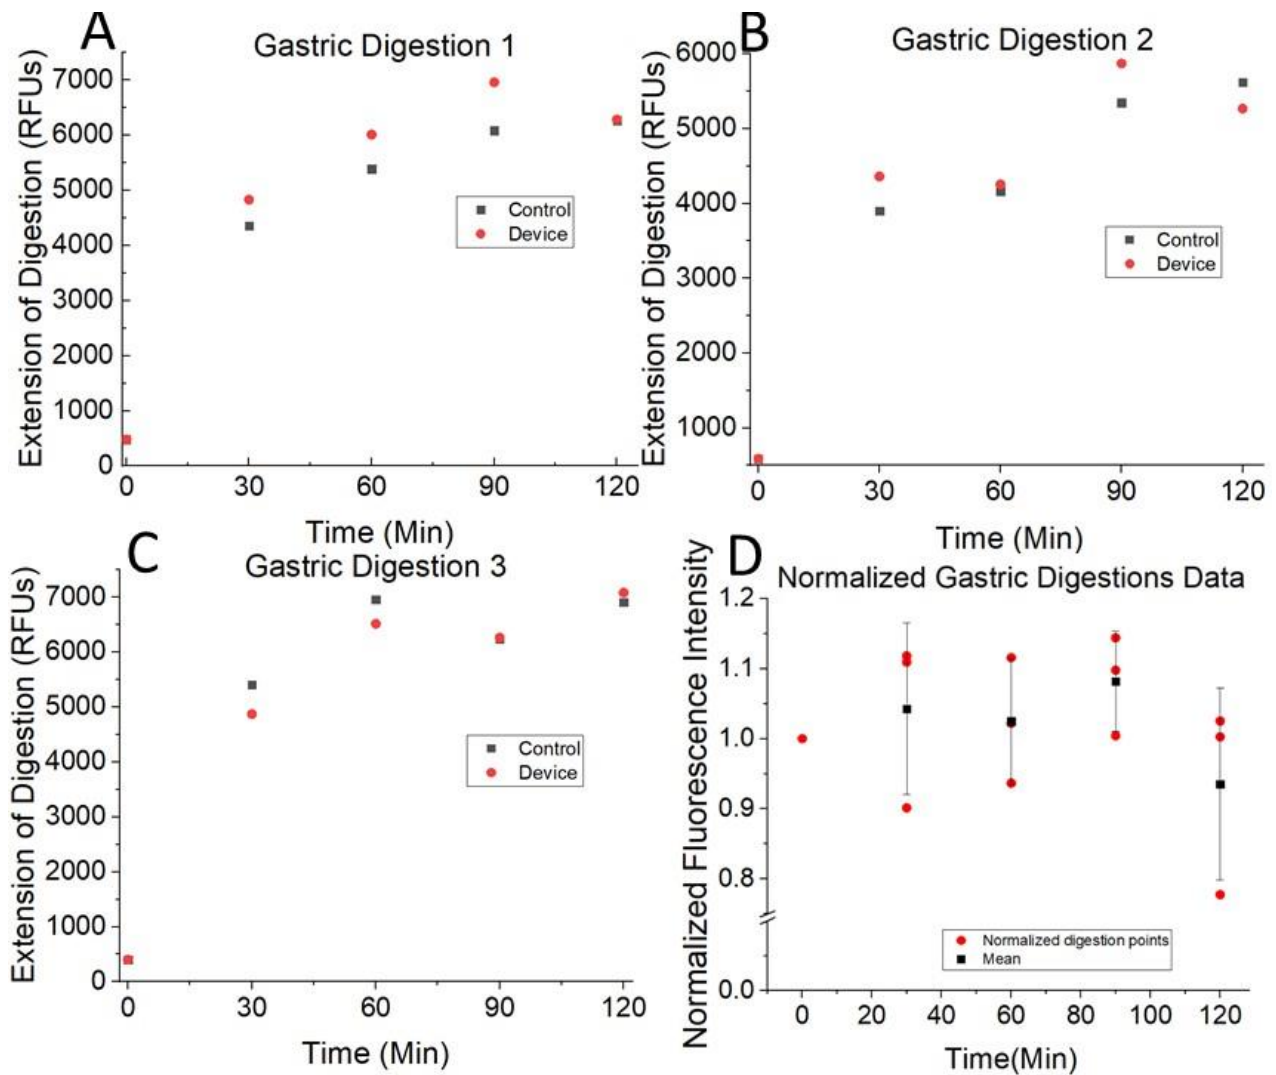 A
Gastric Digestion 1
Extension of Digestion (RFUs)
7000
6000
5000
4000
3000
2000
1000
0
Control
Device
0 30 60 90 120
Time (Min)
B
Gastric Digestion 2
Extension of Digestion (RFUs)
6000
5000
4000
3000
2000
1000
Control
Device
0 30 60 90 120
Time (Min)
C
Gastric Digestion 3
Extension of Digestion (RFUs)
7000
6000
5000
4000
3000
2000
1000
0
Control
Device
0 30 60 90 120
Time (Min)
D
Normalized Gastric Digestions Data
Normalized Fluorescence Intensity
1.2
1.1
1.0
0.9
0.8
0.0
Normalized digestion points
Mean
0 20 40 60 80 100 120
Time(Min)